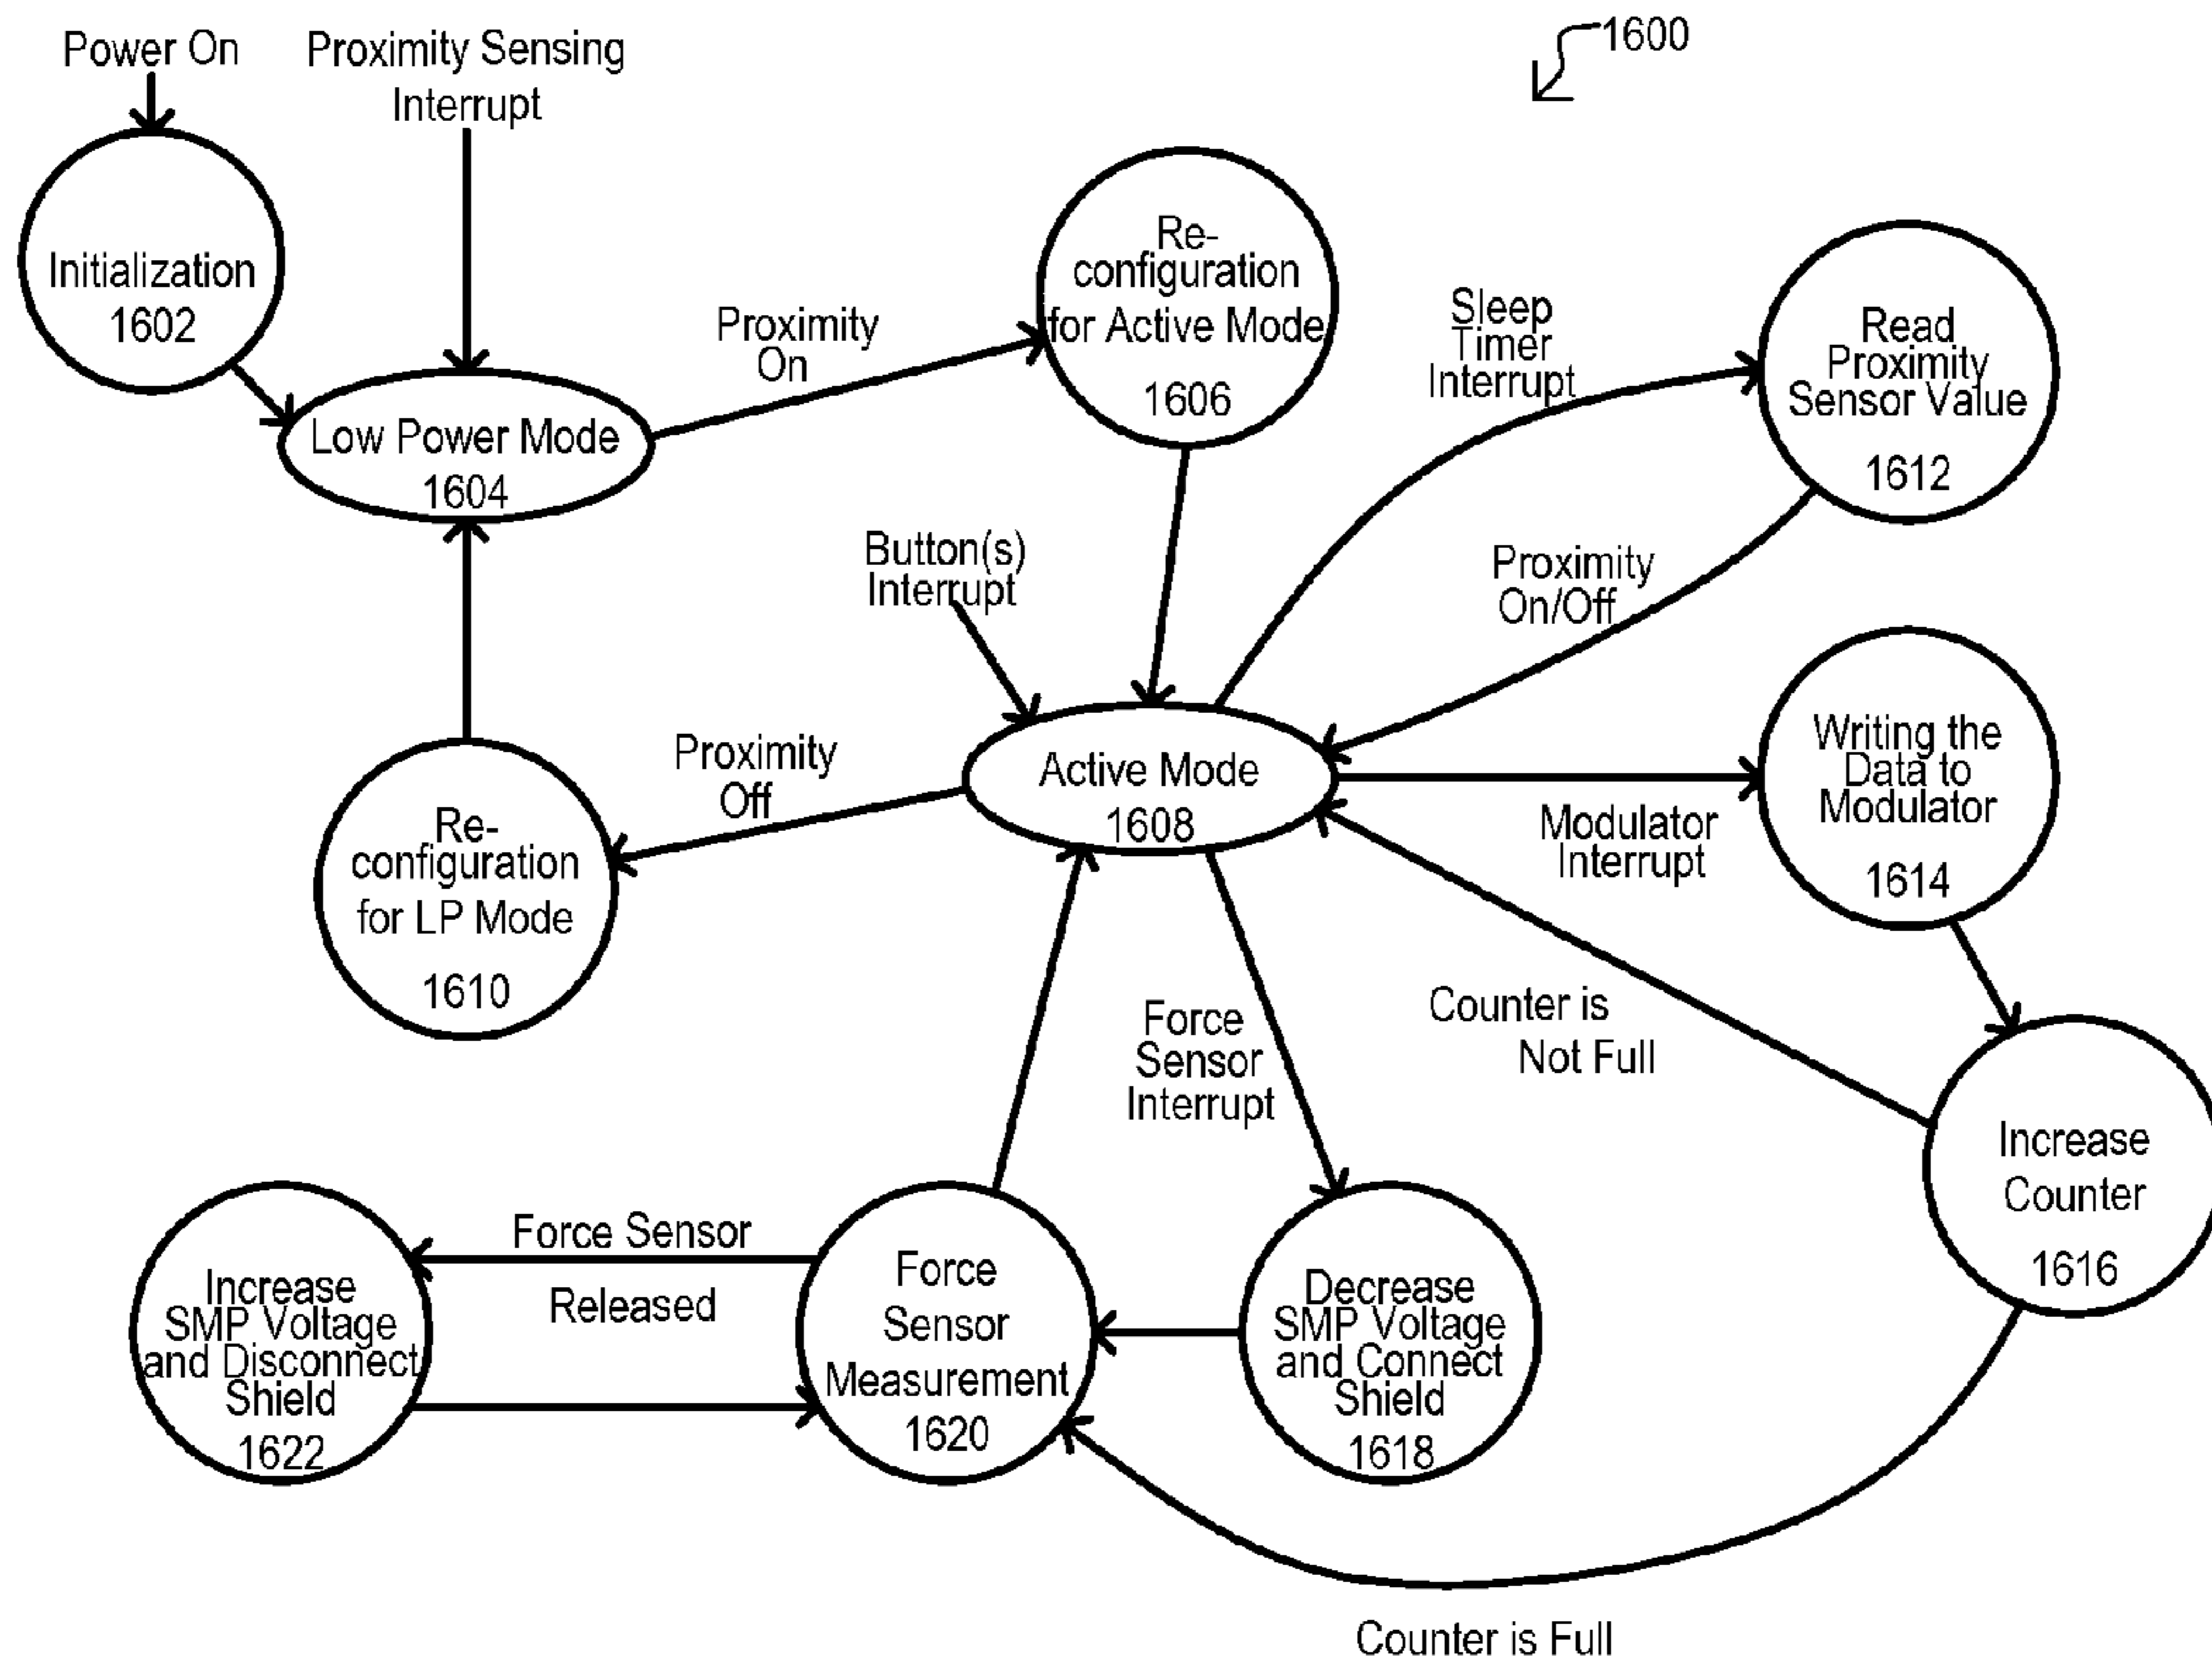 1600
Power On
Proximity Sensing
Interrupt
Initialization
1602
Low Power Mode
1604
Proximity
On
Re-
configuration
for Active Mode
1606
Sleep
Timer
Interrupt
Read
Proximity
Sensor Value
1612
Button(s)
Interrupt
Proximity
On/Off
Active Mode
1608
Proximity
Off
Re-
configuration
for LP Mode
1610
Modulator
Interrupt
Writing the
Data to
Modulator
1614
Counter is
Not Full
Force
Sensor
Interrupt
Increase
Counter
1616
Force Sensor
Released
Increase
SMP Voltage
and Disconnect
Shield
1622
Force
Sensor
Measurement
1620
Decrease
SMP Voltage
and Connect
Shield
1618
Counter is Full